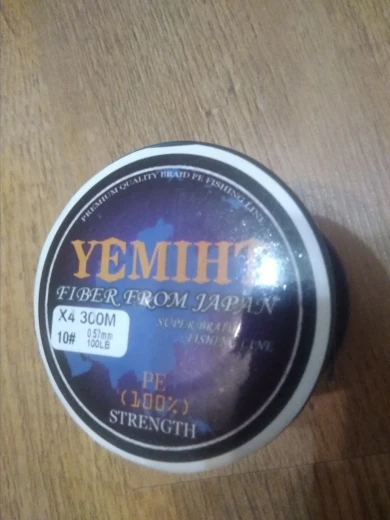 PREMIUM QUALITY BRAID PE FISHING LINE
FIBER FROM JAPAN
X4 300M
10# 0.57mm
100LB
SUPER BRAID
FISHING LINE
PE
(100%)
STRENGTH